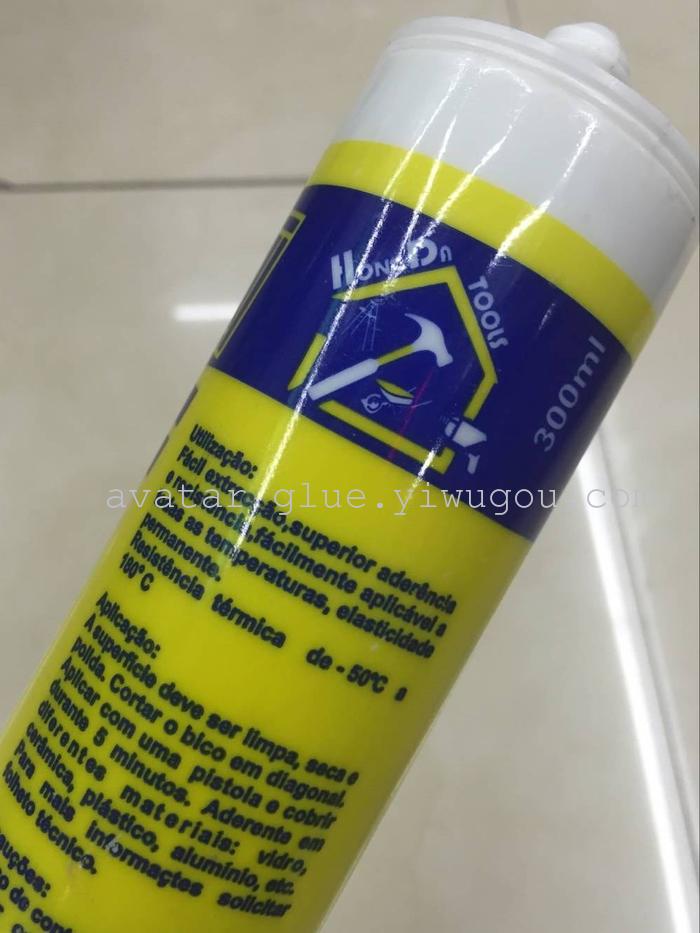 HONGDA TOOLS
300ml
Utilização:
Fácil extrusão,superior aderência
e resistência,fácilmente aplicável a
todas as temperaturas, elasticidade
permanente.
Resistência térmica de - 50°C a
180°C
Aplicação:
A superfície deve ser limpa, seca e
polida. Cortar o bico em diagonal.
Aplicar com uma pistola e cobrir
durante 5 minutos. Aderente em
diferentes materiais: vidro,
cerâmica, plástico, alumínio, etc.
Para mais informações solicitar
folheto técnico.
avatar-glue.yiwugou.com